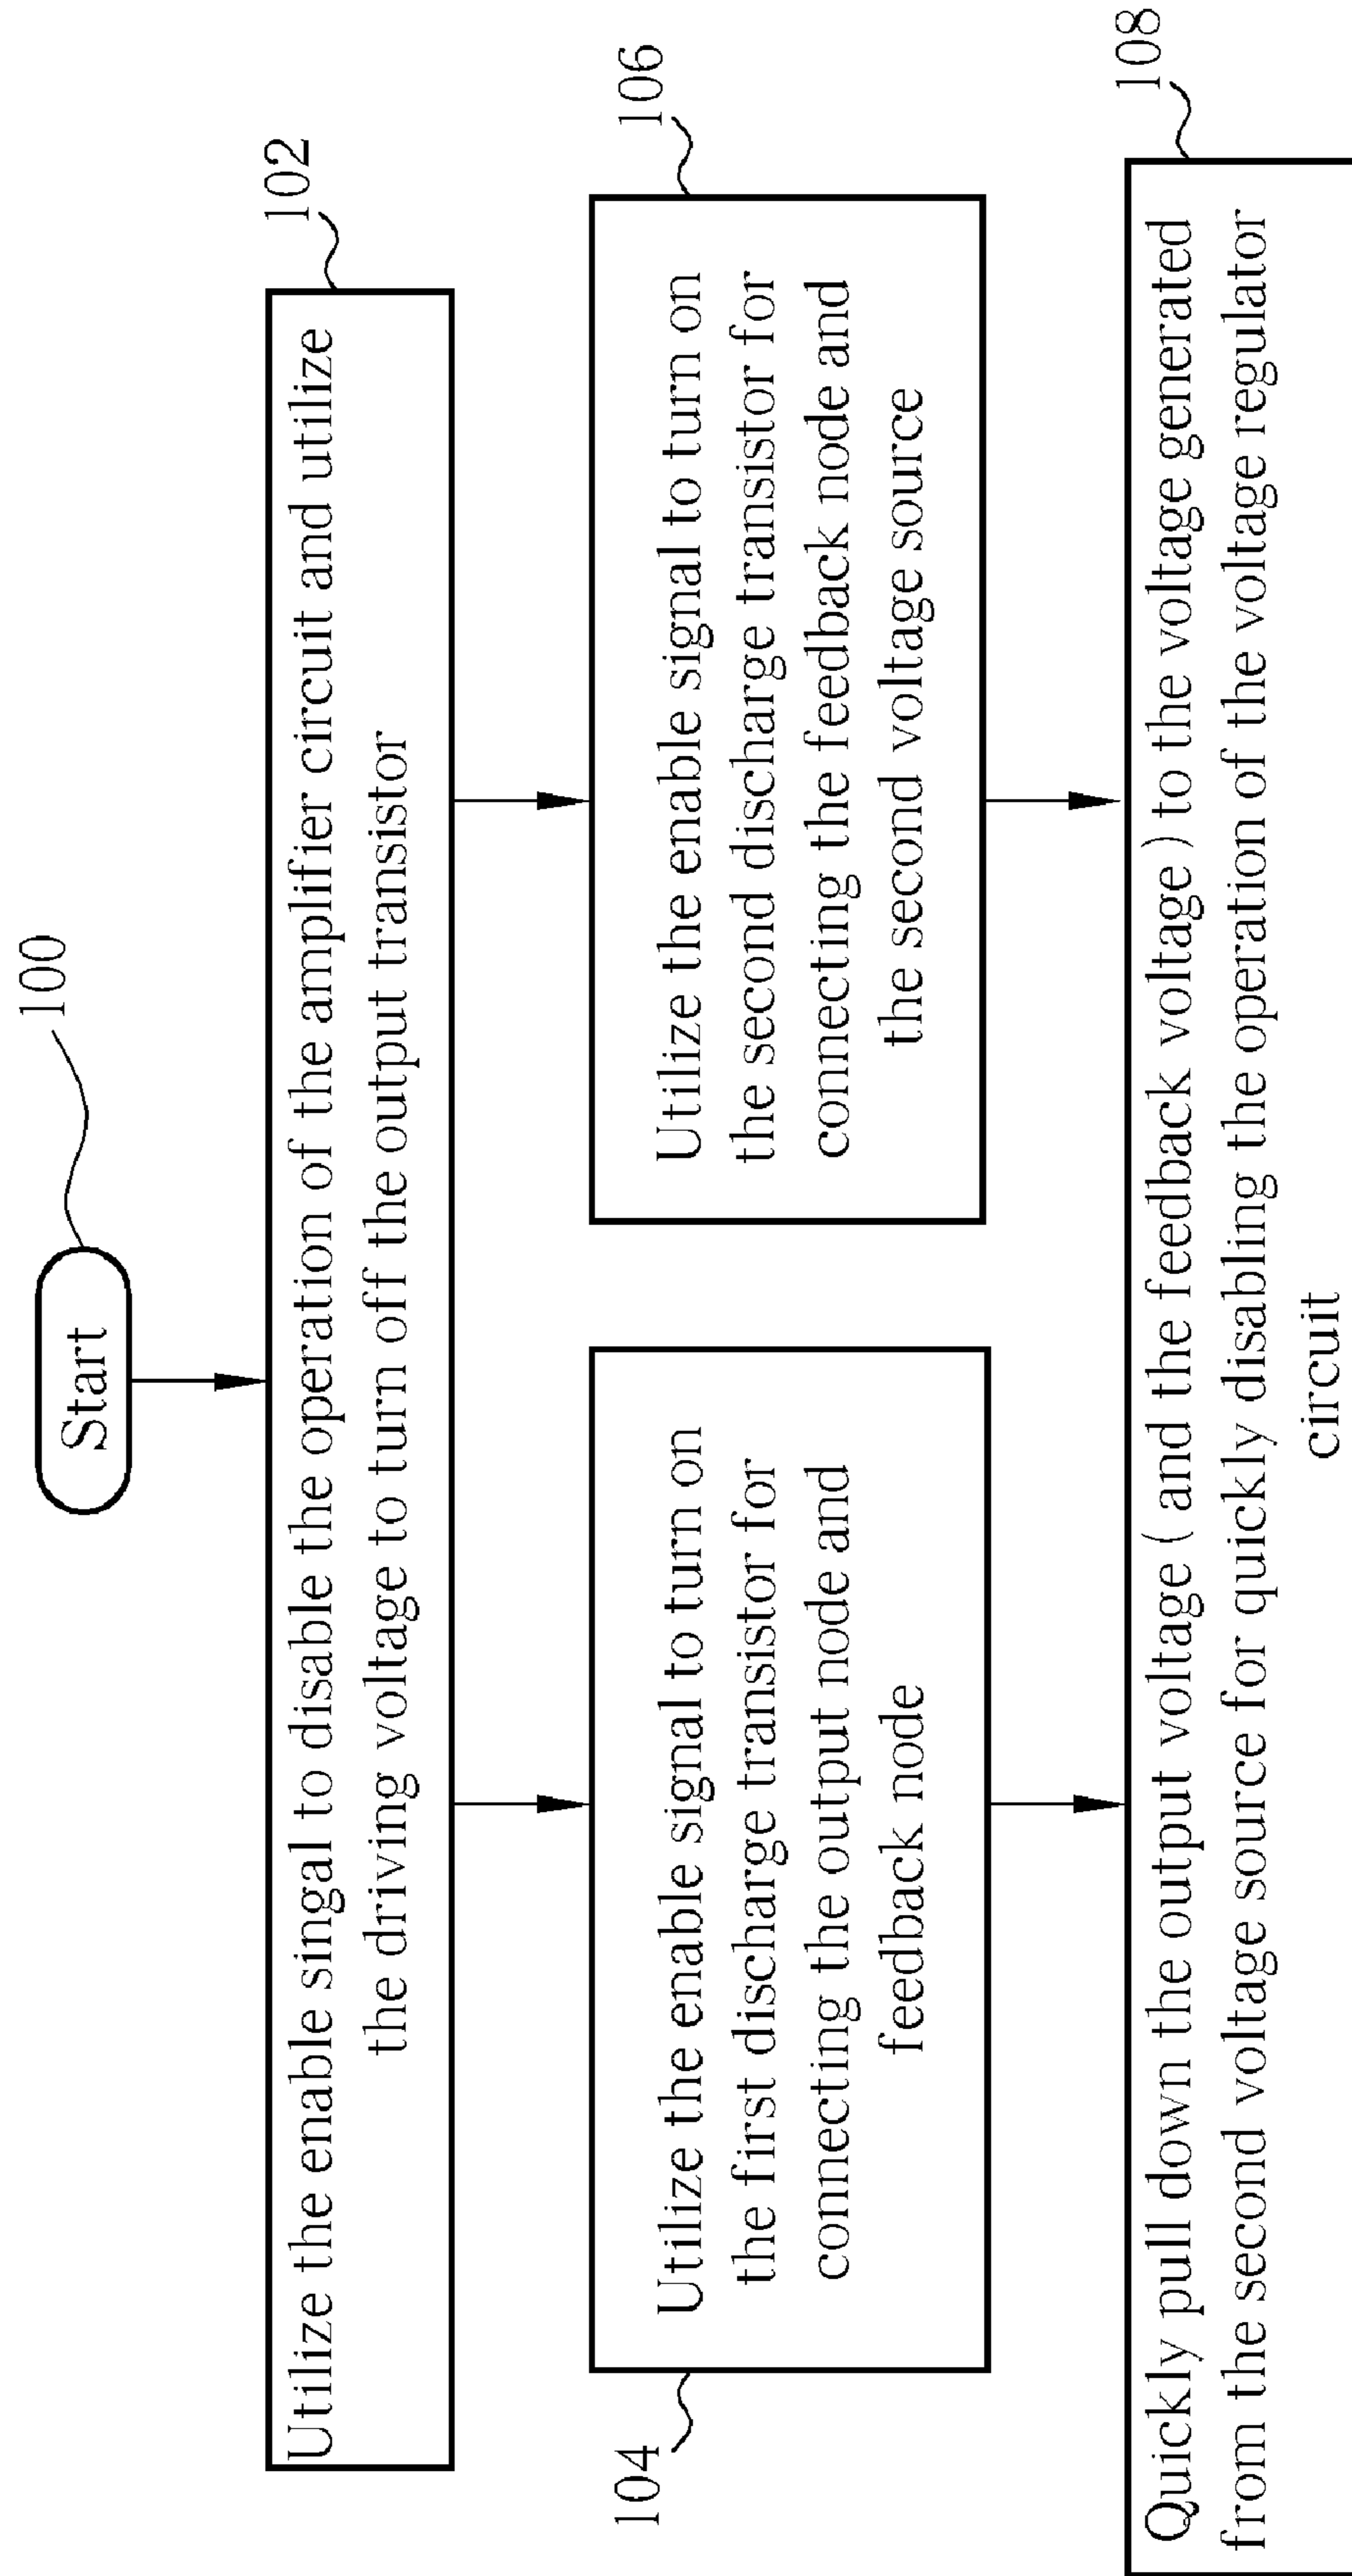 100
Start
102
Utilize the enable singal to disable the operation of the amplifier circuit and utilize
the driving voltage to turn off the output transistor
104
Utilize the enable signal to turn on
the first discharge transistor for
connecting the output node and
feedback node
106
Utilize the enable signal to turn on
the second discharge transistor for
connecting the feedback node and
the second voltage source
108
Quickly pull down the output voltage ( and the feedback voltage ) to the voltage generated
from the second voltage source for quickly disabling the operation of the voltage regulator
circuit